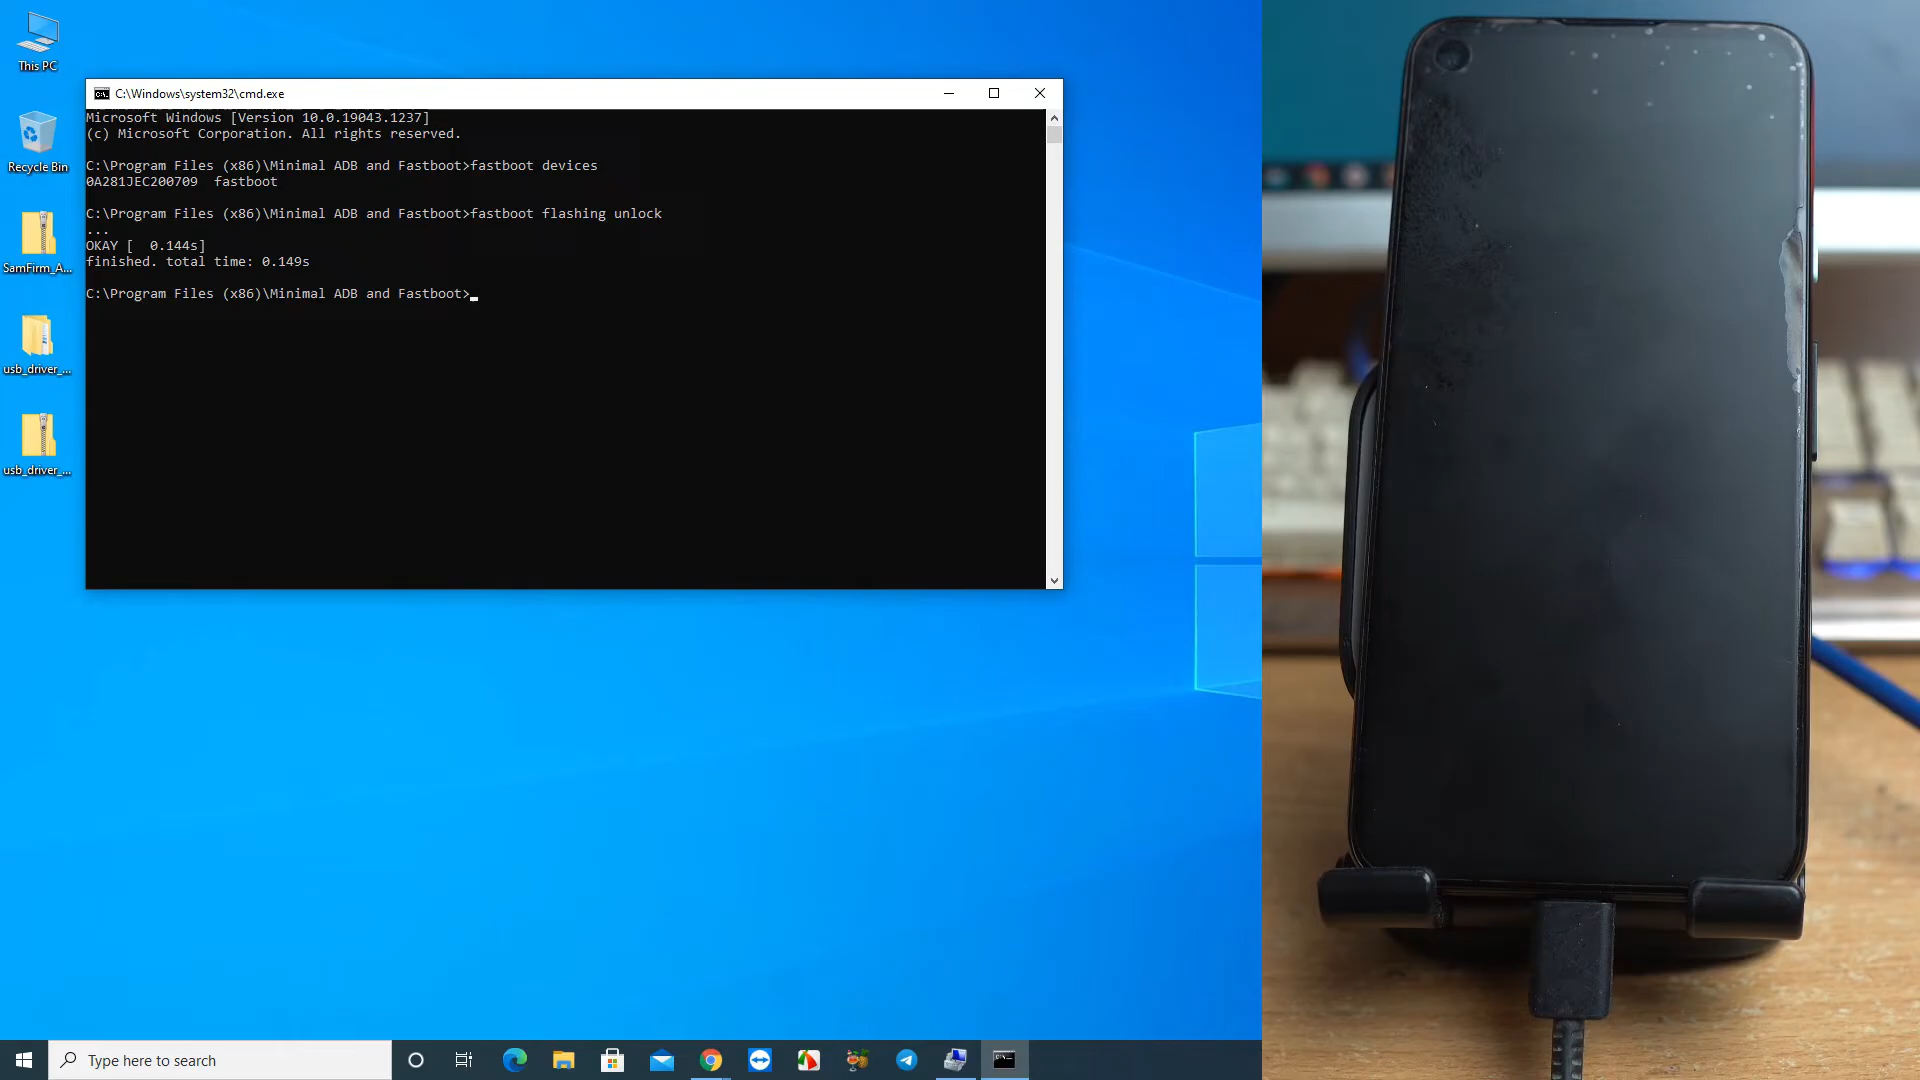 This PC
Recycle Bin
SamFirm_A...
usb_driver_...
usb_driver_...
C:\Windows\system32\cmd.exe
Microsoft Windows [Version 10.0.19043.1237]
(c) Microsoft Corporation. All rights reserved.
C:\Program Files (x86)\Minimal ADB and Fastboot>fastboot devices
0A281JEC200709  fastboot
C:\Program Files (x86)\Minimal ADB and Fastboot>fastboot flashing unlock
...
OKAY [  0.144s]
finished. total time: 0.149s
C:\Program Files (x86)\Minimal ADB and Fastboot>
Type here to search